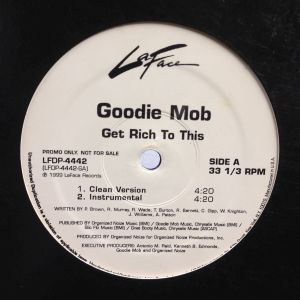 LaFace
Goodie Mob
Get Rich To This
PROMO ONLY. NOT FOR SALE
LFDP-4442
(LFDP-4442-SA)
℗ 1999 LaFace Records
SIDE A
33 1/3 RPM
1. Clean Version 4:20
2. Instrumental 4:20
WRITTEN BY P. Brown, R. Murray, R. Wade, T. Burton, R. Barnett, C. Gipp, W. Knighton,
J. Williams, A. Patton
PUBLISHED BY Organized Noize Music (BMI) / Goodie Mob Music, Chrysalis Music (BMI) /
Big Music (BMI) / Gnat Booty Music, Chrysalis Music (ASCAP)
PRODUCED BY Organized Noize for Organized Noize Productions, Inc.
EXECUTIVE PRODUCERS: Antonio M. Reid, Kenneth B. Edmonds,
Goodie Mob and Organized Noize